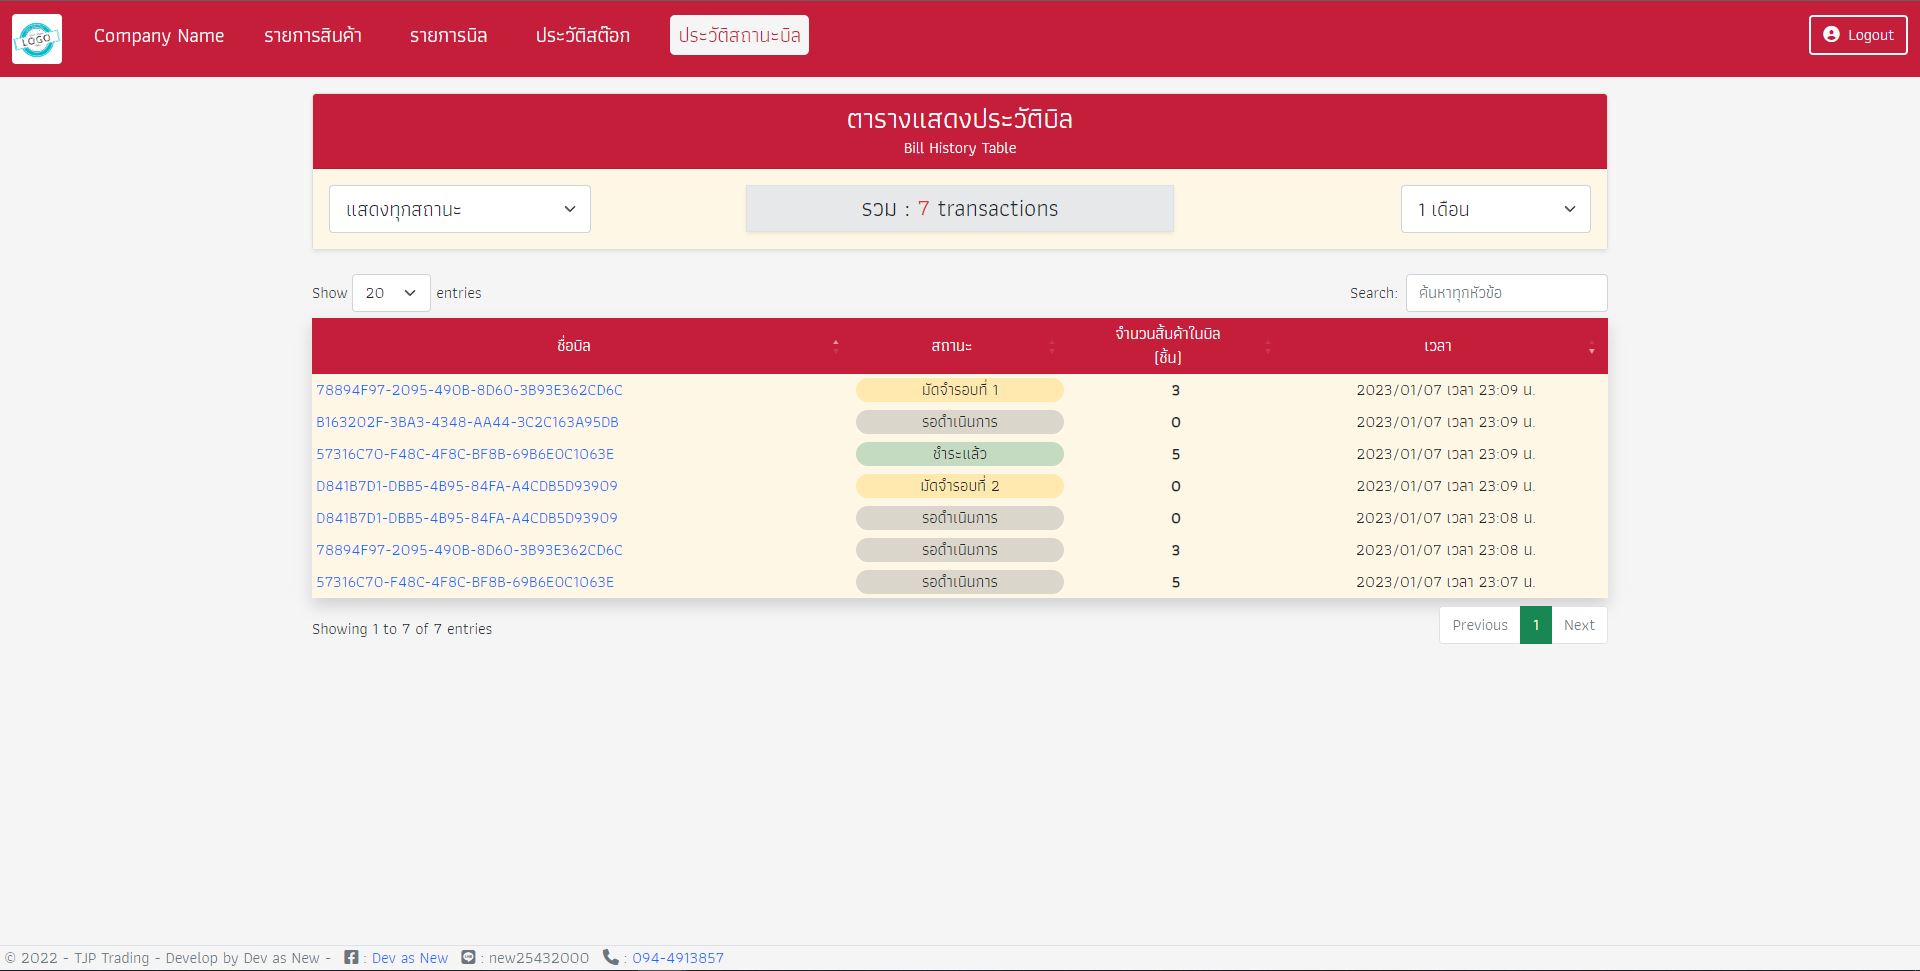 LOGO
Company Name
รายการสินค้า
รายการบิล
ประวัติสต๊อก
ประวัติสถานะบิล
Logout
ตารางแสดงประวัติบิล
Bill History Table
แสดงทุกสถานะ
รวม : 7 transactions
1 เดือน
Show 20 entries
Search: ค้นหาทุกหัวข้อ
ชื่อบิล สถานะ จำนวนสิ้นค้าในบิล เวลา
(ชิ้น)
78894F97-2095-490B-8D60-3B93E362CD6C มัดจำรอบที่ 1 3 2023/01/07 เวลา 23:09 น.
B163202F-3BA3-4348-AA44-3C2C163A95DB รอดำเนินการ 0 2023/01/07 เวลา 23:09 น.
57316C70-F48C-4F8C-BF8B-69B6E0C1063E ชำระแล้ว 5 2023/01/07 เวลา 23:09 น.
D841B7D1-DBB5-4B95-84FA-A4CDB5D93909 มัดจำรอบที่ 2 0 2023/01/07 เวลา 23:09 น.
D841B7D1-DBB5-4B95-84FA-A4CDB5D93909 รอดำเนินการ 0 2023/01/07 เวลา 23:08 น.
78894F97-2095-490B-8D60-3B93E362CD6C รอดำเนินการ 3 2023/01/07 เวลา 23:08 น.
57316C70-F48C-4F8C-BF8B-69B6E0C1063E รอดำเนินการ 5 2023/01/07 เวลา 23:07 น.
Showing 1 to 7 of 7 entries
Previous 1 Next
© 2022 - TJP Trading - Develop by Dev as New - : Dev as New : new25432000 : 094-4913857